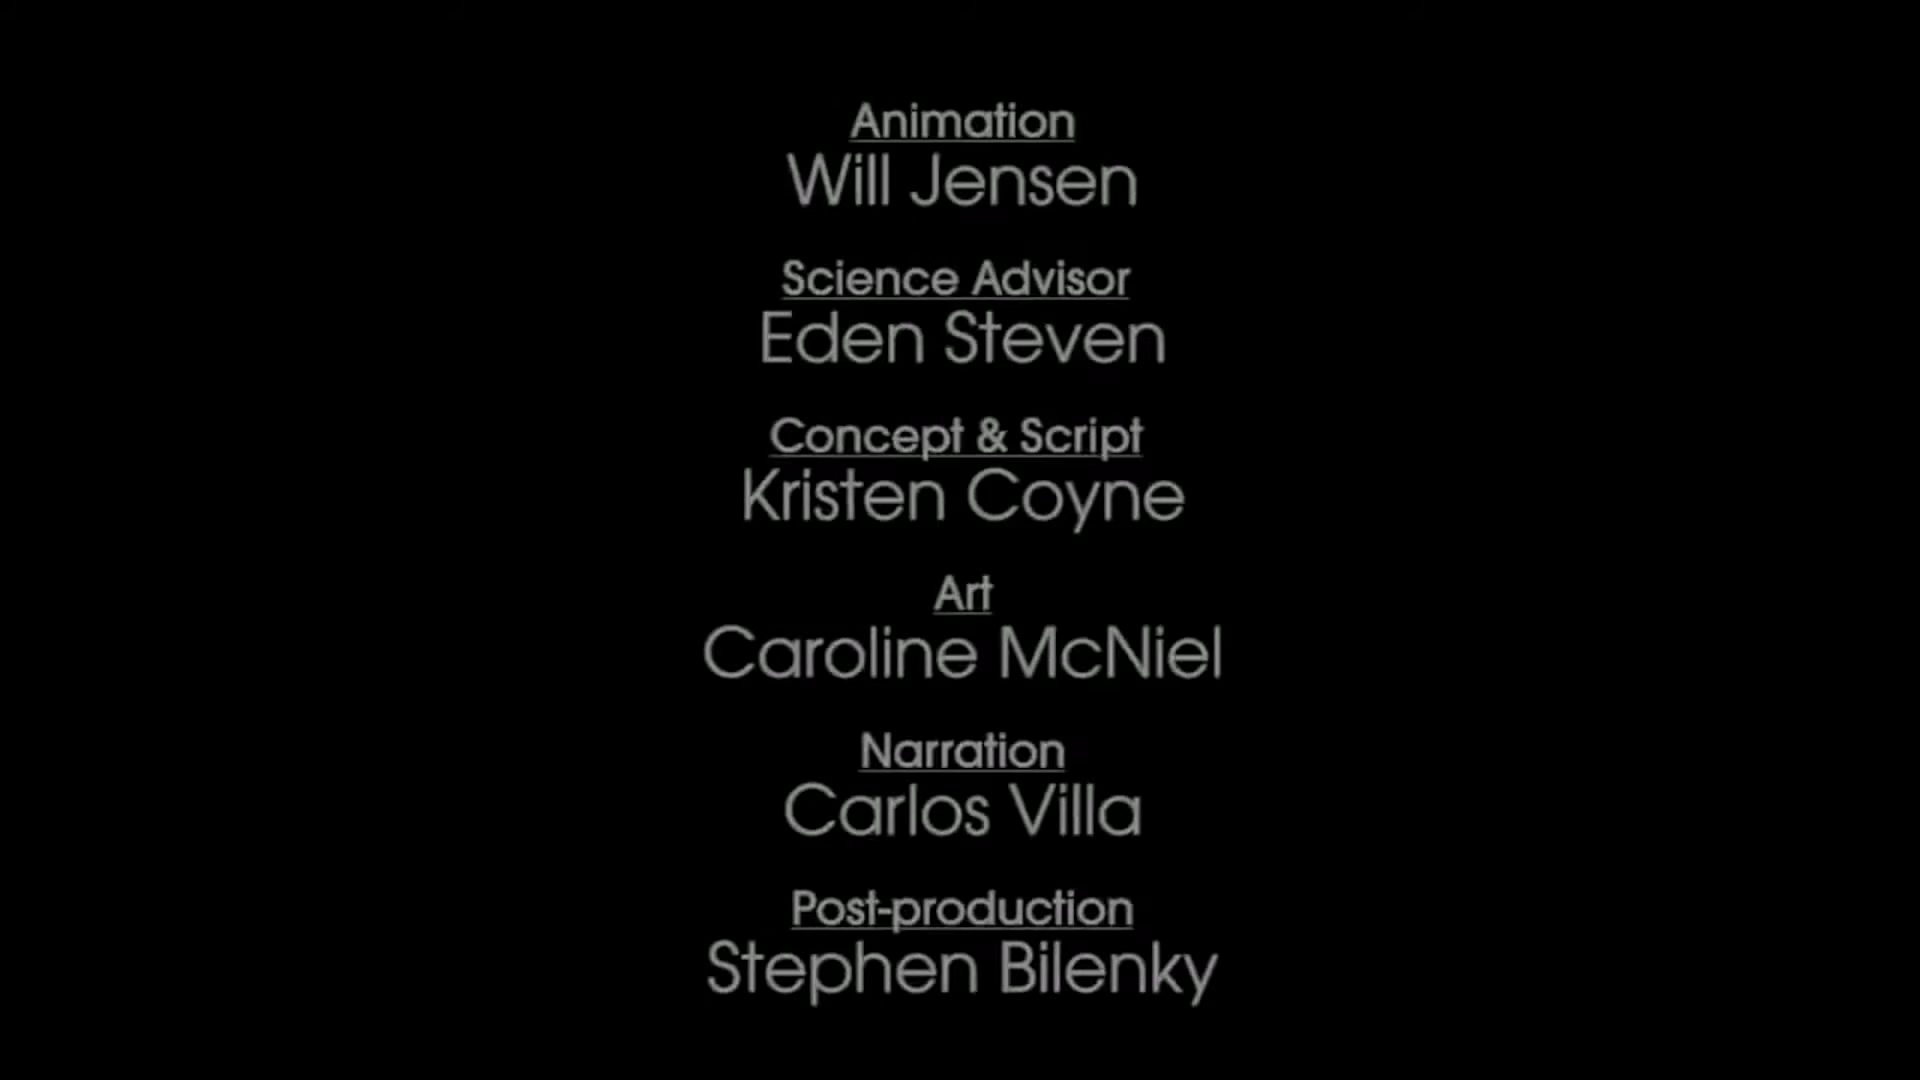 Animation
Will Jensen
Science Advisor
Eden Steven
Concept & Script
Kristen Coyne
Art
Caroline McNiel
Narration
Carlos Villa
Post-production
Stephen Bilenky